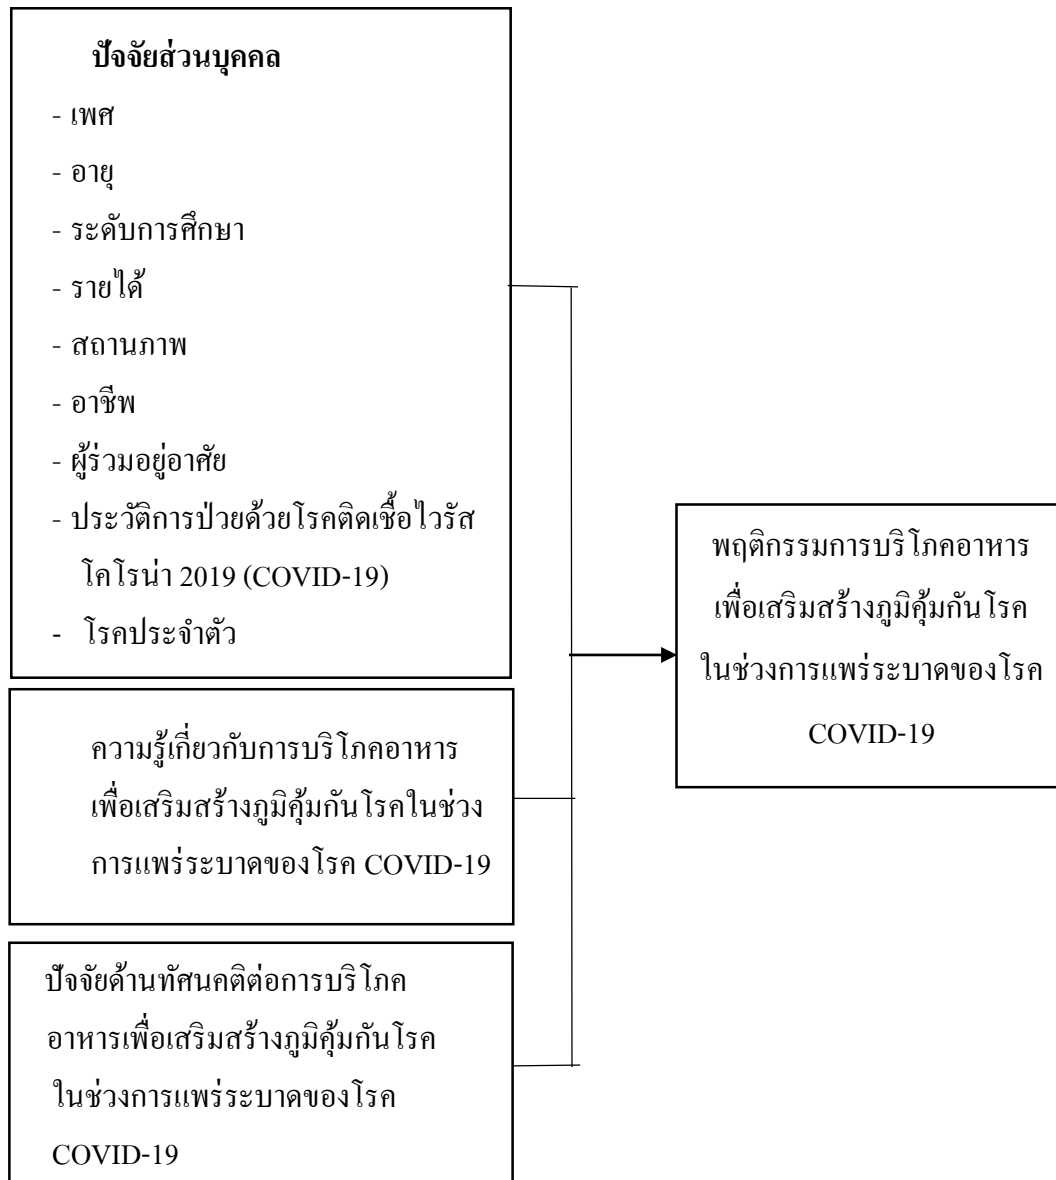 ปัจจัยส่วนบุคคล
- เพศ
- อายุ
- ระดับการศึกษา
- รายได้
- สถานภาพ
- อาชีพ
- ผู้ร่วมอยู่อาศัย
- ประวัติการป่วยด้วยโรคติดเชื้อไวรัส
โคโรน่า 2019 (COVID-19)
- โรคประจำตัว
ความรู้เกี่ยวกับการบริโภคอาหาร
เพื่อเสริมสร้างภูมิคุ้มกันโรคในช่วง
การแพร่ระบาดของโรค COVID-19
ปัจจัยด้านทัศนคติต่อการบริโภค
อาหารเพื่อเสริมสร้างภูมิคุ้มกันโรค
ในช่วงการแพร่ระบาดของโรค
COVID-19
พฤติกรรมการบริโภคอาหาร
เพื่อเสริมสร้างภูมิคุ้มกันโรค
ในช่วงการแพร่ระบาดของโรค
COVID-19